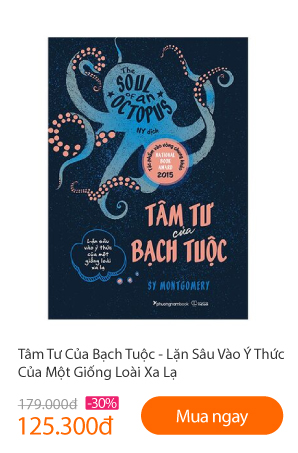 The
SOUL
of an
OCTOPUS
NY dịch
Tác phẩm vào vòng chung khảo
NATIONAL
BOOK
AWARD
2015
TÂM TƯ
của
BẠCH TUỘC
Lặn sâu
vào ý thức
của một
giống loài
xa lạ
SY MONTGOMERY
phuongnambook
Tâm Tư Của Bạch Tuộc - Lặn Sâu Vào Ý Thức
Của Một Giống Loài Xa Lạ
179.000đ -30%
125.300đ
Mua ngay